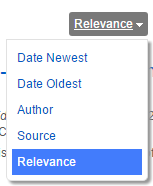 Relevance
Date Newest
Date Oldest
Author
Source
Relevance